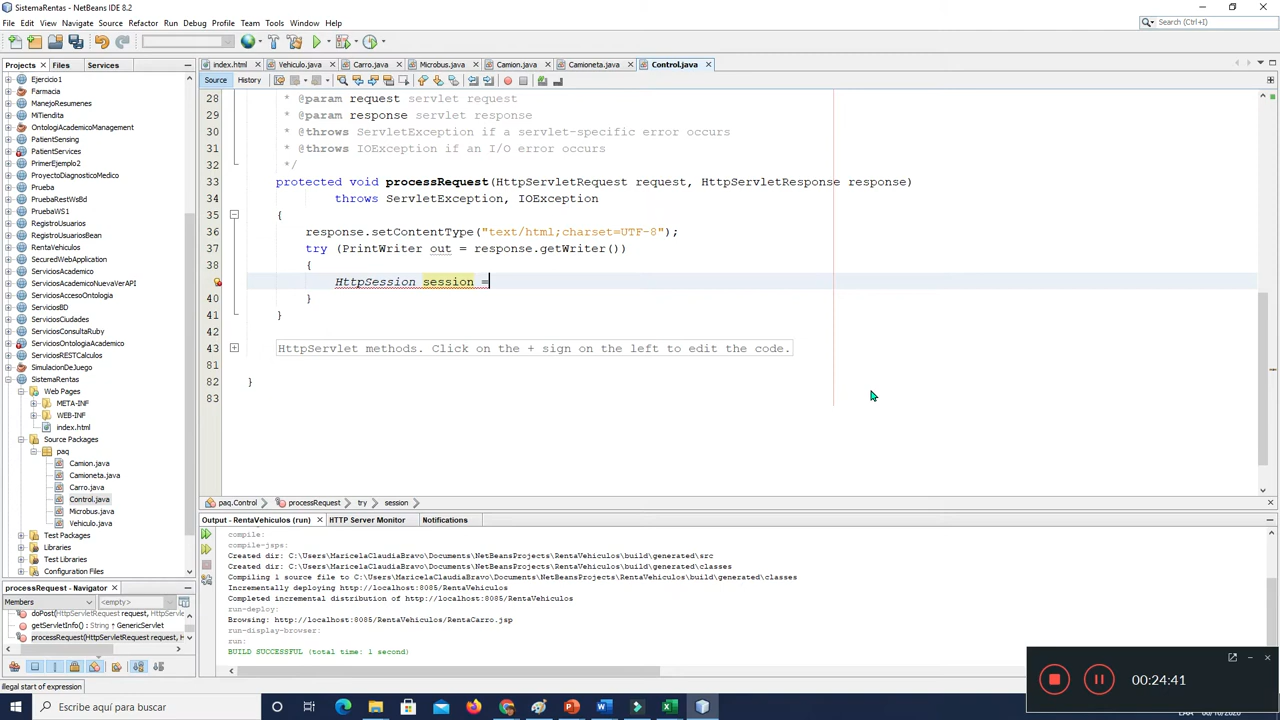 SistemaRentas - NetBeans IDE 8.2
File Edit View Navigate Source Refactor Run Debug Profile Team Tools Window Help
Search (Ctrl+I)
Projects Files Services
index.html Vehiculo.java Carro.java Microbus.java Camion.java Camioneta.java Control.java
Source History
Ejercicio1
Farmacia
ManejoMemorias
MiTiendita
OntologiaAcademicoManagement
PatientSensing
PatientServices
PrimerEjemplo2
ProyectoDiagnosticoMedico
Prueba
PruebaRestWsBd
PruebaWS1
RegistroUsuarios
RegistroUsuariosBean
RentaVehiculos
SecuredWebApplication
ServiciosAcademico
ServiciosAcademicoNuevaVerAPI
ServiciosAccesoOntologia
ServiciosBD
ServiciosCiudades
ServiciosConsultaRuby
ServiciosOntologiaAcademico
ServiciosRESTCalculos
SimulacionDeJuego
SistemaRentas
Web Pages
META-INF
WEB-INF
index.html
Source Packages
paq
Camion.java
Camioneta.java
Carro.java
Control.java
Microbus.java
Vehiculo.java
Test Packages
Libraries
Test Libraries
Configuration Files
28 * @param request servlet request
29 * @param response servlet response
30 * @throws ServletException if a servlet-specific error occurs
31 * @throws IOException if an I/O error occurs
32 */
33 protected void processRequest(HttpServletRequest request, HttpServletResponse response)
34 throws ServletException, IOException
35 {
36 response.setContentType("text/html;charset=UTF-8");
37 try (PrintWriter out = response.getWriter())
38 {
HttpSession session =
40 }
41 }
42
43 HttpServlet methods. Click on the + sign on the left to edit the code.
81
82 }
83
paq.Control processRequest try session
processRequest - Navigator
Members <empty>
doPost(HttpServletRequest request, HttpServl
getServletInfo() : String ↑ GenericServlet
processRequest(HttpServletRequest request, H
Output - RentaVehiculos (run) HTTP Server Monitor Notifications
compile:
compile-jsps:
Created dir: C:\Users\MaricelaClaudiaBravo\Documents\NetBeansProjects\RentaVehiculos\build\generated\src
Created dir: C:\Users\MaricelaClaudiaBravo\Documents\NetBeansProjects\RentaVehiculos\build\generated\classes
Compiling 1 source file to C:\Users\MaricelaClaudiaBravo\Documents\NetBeansProjects\RentaVehiculos\build\generated\classes
Incrementally deploying http://localhost:8085/RentaVehiculos
Completed incremental distribution of http://localhost:8085/RentaVehiculos
run-deploy:
Browsing: http://localhost:8085/RentaVehiculos/RentaCarro.jsp
run-display-browser:
run:
BUILD SUCCESSFUL (total time: 1 second)
illegal start of expression
00:24:41
Escribe aquí para buscar